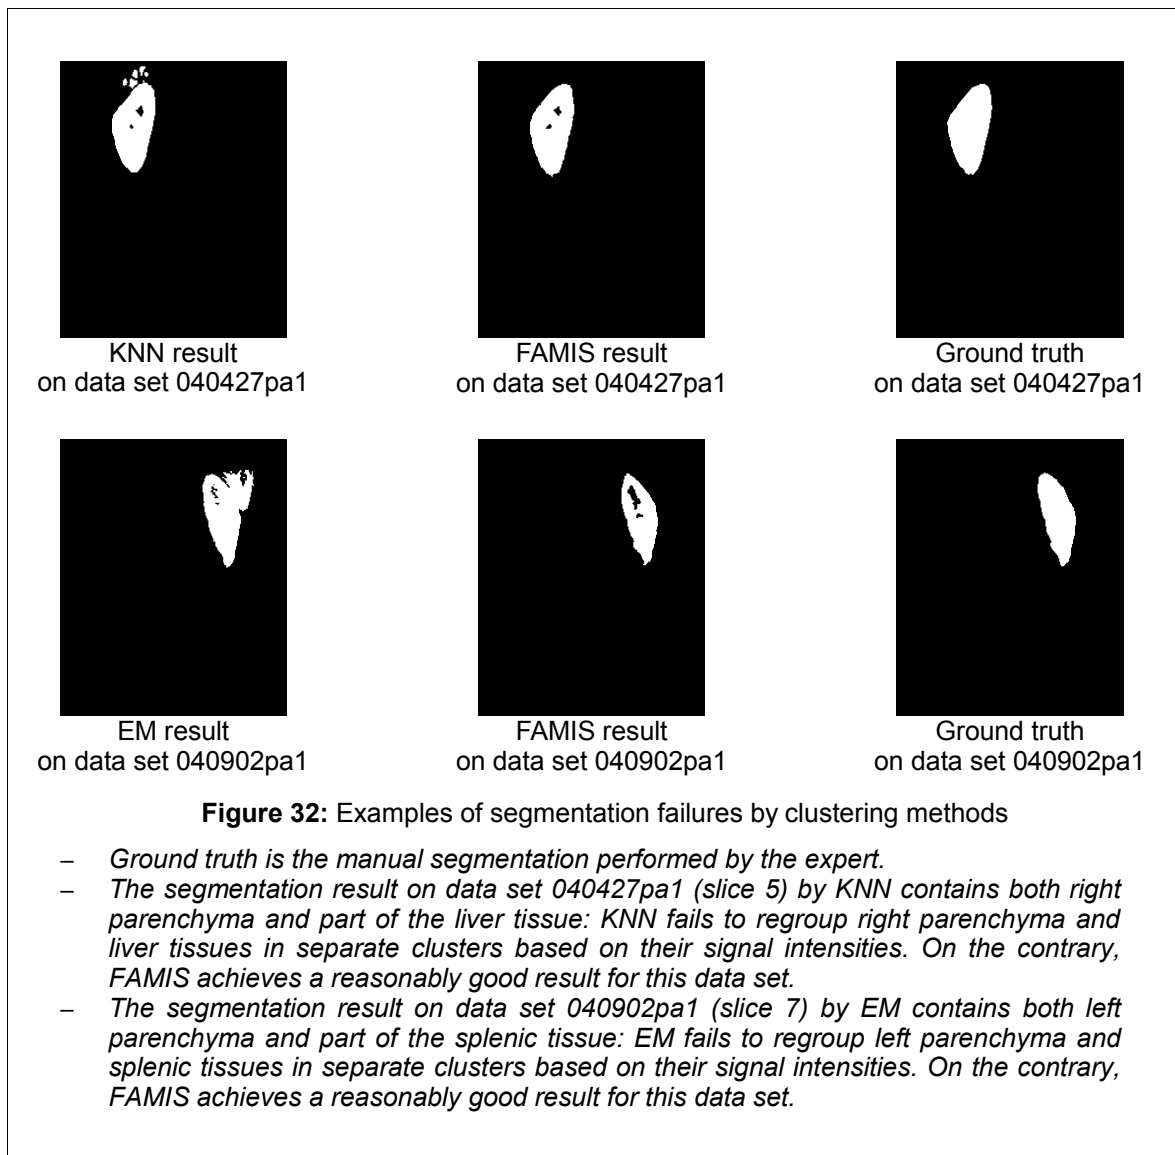 KNN result
on data set 040427pa1
FAMIS result
on data set 040427pa1
Ground truth
on data set 040427pa1
EM result
on data set 040902pa1
FAMIS result
on data set 040902pa1
Ground truth
on data set 040902pa1
Figure 32: Examples of segmentation failures by clustering methods
– Ground truth is the manual segmentation performed by the expert.
– The segmentation result on data set 040427pa1 (slice 5) by KNN contains both right
parenchyma and part of the liver tissue: KNN fails to regroup right parenchyma and
liver tissues in separate clusters based on their signal intensities. On the contrary,
FAMIS achieves a reasonably good result for this data set.
– The segmentation result on data set 040902pa1 (slice 7) by EM contains both left
parenchyma and part of the splenic tissue: EM fails to regroup left parenchyma and
splenic tissues in separate clusters based on their signal intensities. On the contrary,
FAMIS achieves a reasonably good result for this data set.